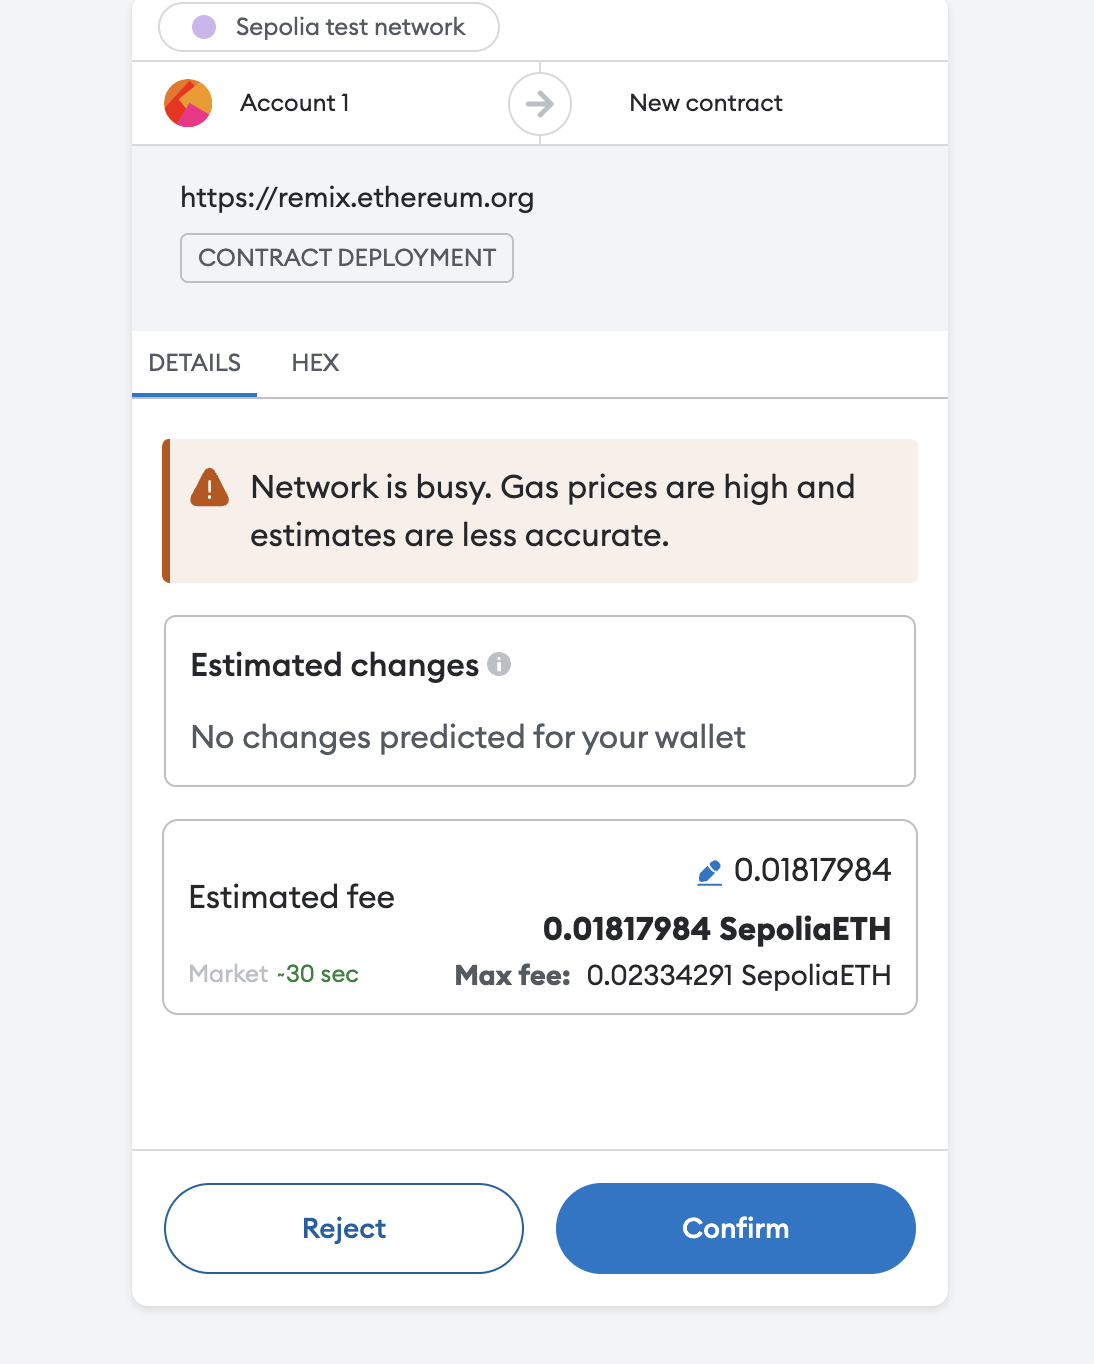 Sepolia test network
Account 1
New contract
https://remix.ethereum.org
CONTRACT DEPLOYMENT
DETAILS
HEX
Network is busy. Gas prices are high and
estimates are less accurate.
Estimated changes
No changes predicted for your wallet
Estimated fee
0.01817984
0.01817984 SepoliaETH
Market ~30 sec
Max fee: 0.02334291 SepoliaETH
Reject
Confirm